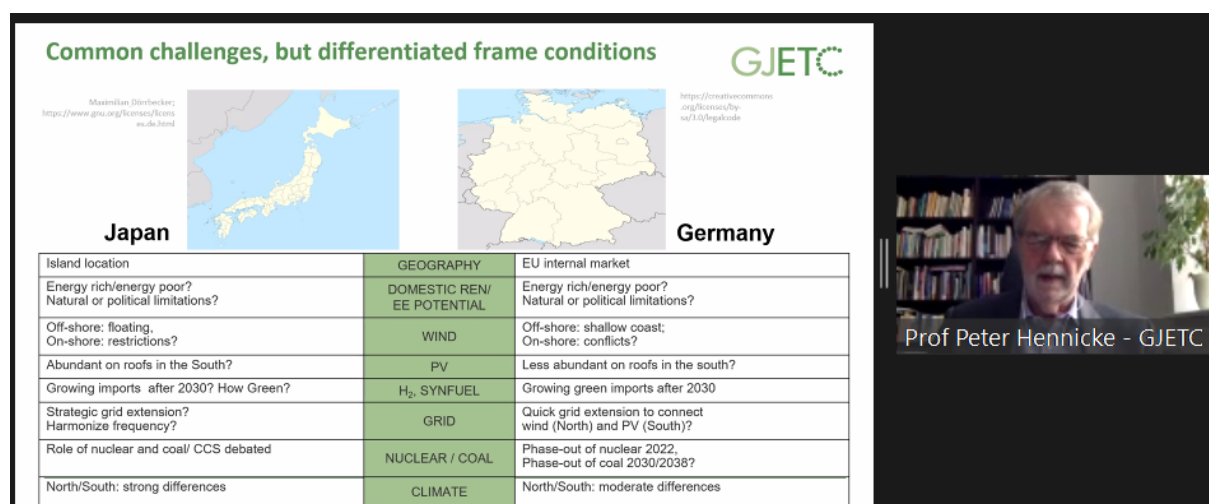 Common challenges, but differentiated frame conditions
GJETC
Maximilian Dörrbecker;
https://www.gnu.org/licenses/licens
es.de.html
https://creativecommons
.org/licenses/by-
sa/3.0/legalcode
Japan
Germany
Island location
GEOGRAPHY
EU internal market
Energy rich/energy poor?
Natural or political limitations?
DOMESTIC REN/
EE POTENTIAL
Energy rich/energy poor?
Natural or political limitations?
Off-shore: floating,
On-shore: restrictions?
WIND
Off-shore: shallow coast;
On-shore: conflicts?
Abundant on roofs in the South?
PV
Less abundant on roofs in the south?
Growing imports after 2030? How Green?
H₂, SYNFUEL
Growing green imports after 2030
Strategic grid extension?
Harmonize frequency?
GRID
Quick grid extension to connect
wind (North) and PV (South)?
Role of nuclear and coal/ CCS debated
NUCLEAR / COAL
Phase-out of nuclear 2022,
Phase-out of coal 2030/2038?
North/South: strong differences
CLIMATE
North/South: moderate differences
Prof Peter Hennicke - GJETC